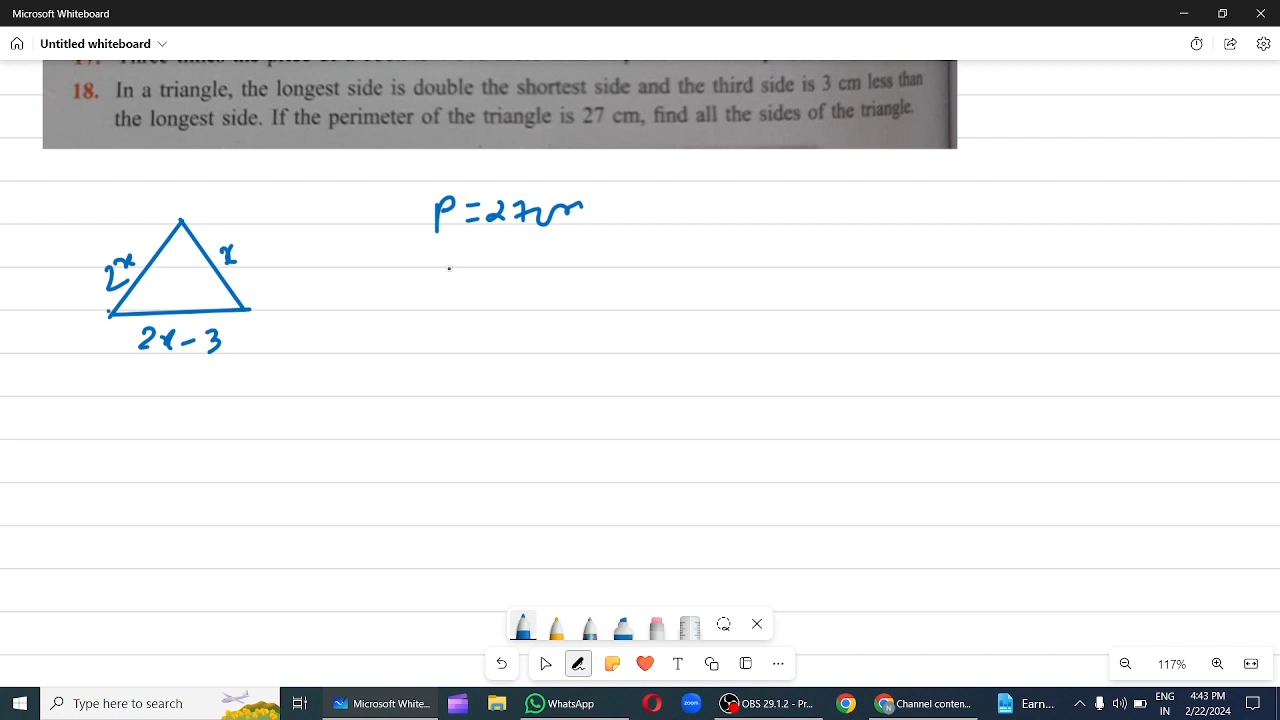 Microsoft Whiteboard
Untitled whiteboard
18. In a triangle, the longest side is double the shortest side and the third side is 3 cm less than
the longest side. If the perimeter of the triangle is 27 cm, find all the sides of the triangle.
P = 27cm
2x
x
2x - 3
T
117%
Type here to search
Microsoft White...
WhatsApp
zoom
OBS 29.1.2 - Pr...
Channel conten...
Earn...
ENG
IN
4:43 PM
2/22/2024